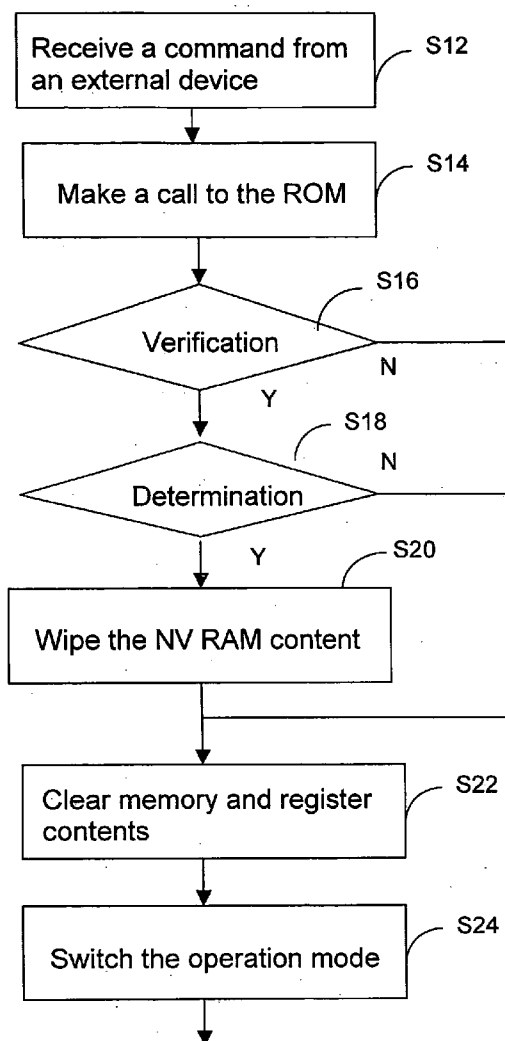 Receive a command from
an external device
S12
Make a call to the ROM
S14
S16
Verification
N
Y
S18
N
Determination
Y
S20
Wipe the NV RAM content
Clear memory and register
contents
S22
Switch the operation mode
S24